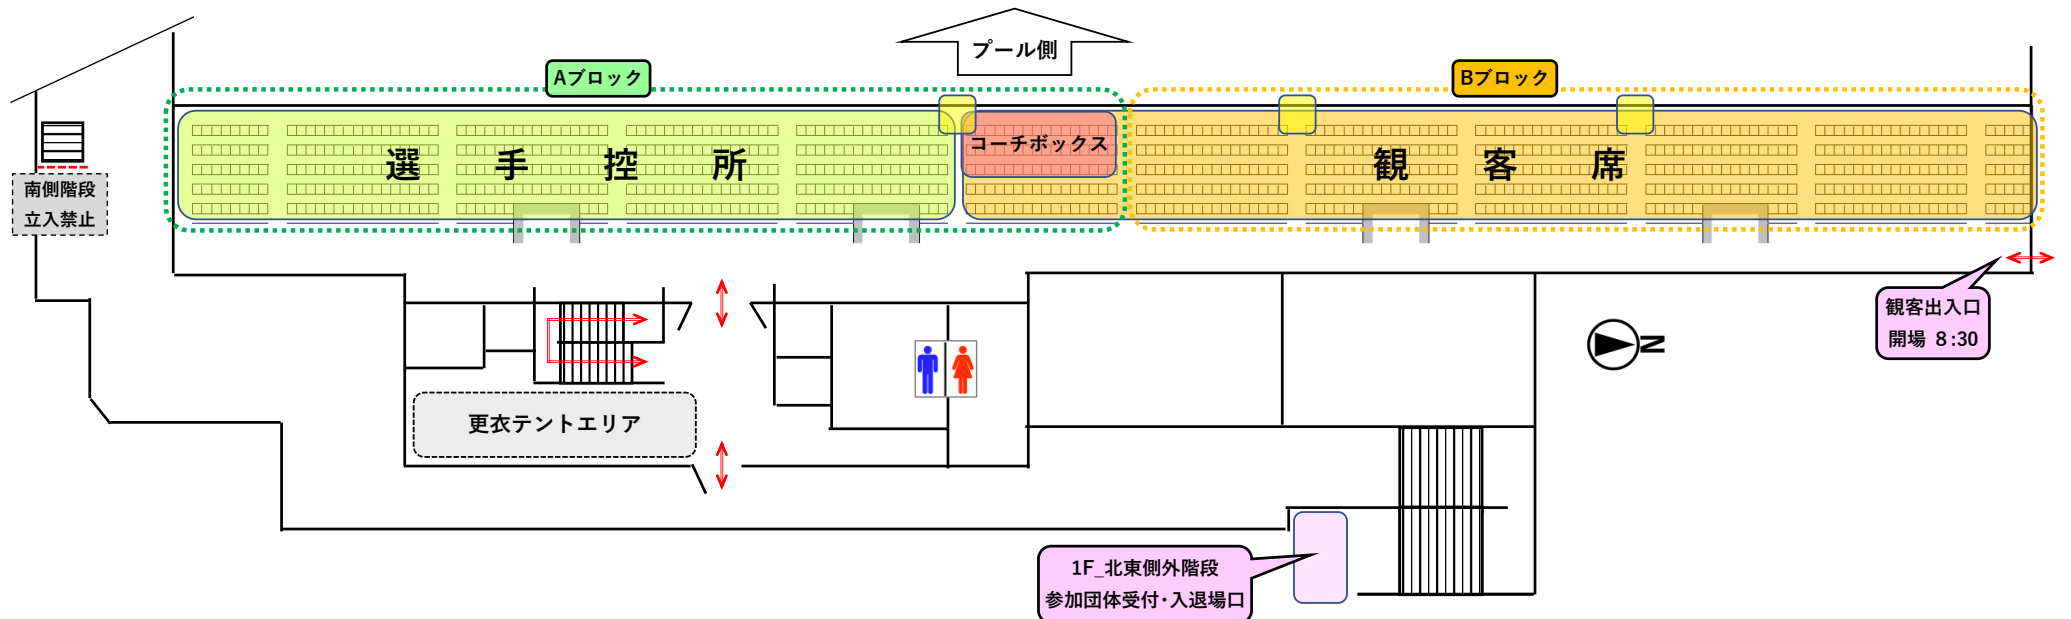 プール側
Aブロック
Bブロック
コーチボックス
選手控所
観客席
南側階段
立入禁止
観客出入口
開場 8:30
N
更衣テントエリア
1F_北東側外階段
参加団体受付・入退場口